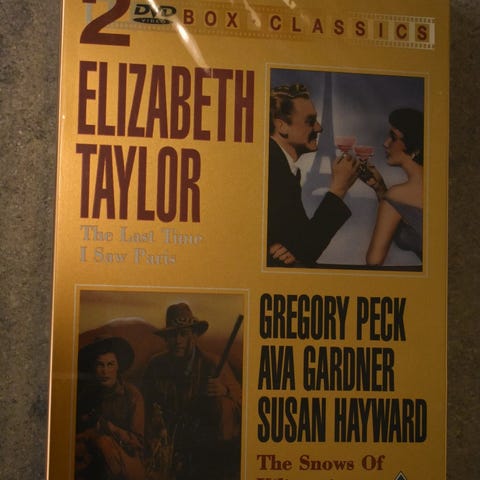 2 DVD BOX CLASSICS
VIDEO
ELIZABETH
TAYLOR
The Last Time
I Saw Paris
GREGORY PECK
AVA GARDNER
SUSAN HAYWARD
The Snows Of